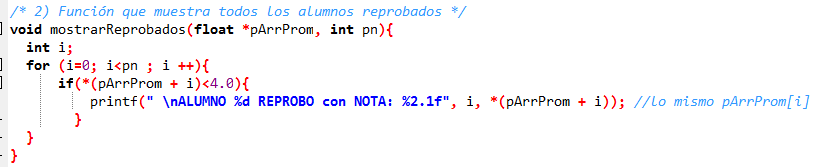 /* 2) Función que muestra todos los alumnos reprobados */
void mostrarReprobados(float *pArrProm, int pn){
int i;
for (i=0; i<pn ; i ++){
if(*(pArrProm + i)<4.0){
printf(" \nALUMNO %d REPROBO con NOTA: %2.1f", i, *(pArrProm + i)); //lo mismo pArrProm[i]
}
}
}